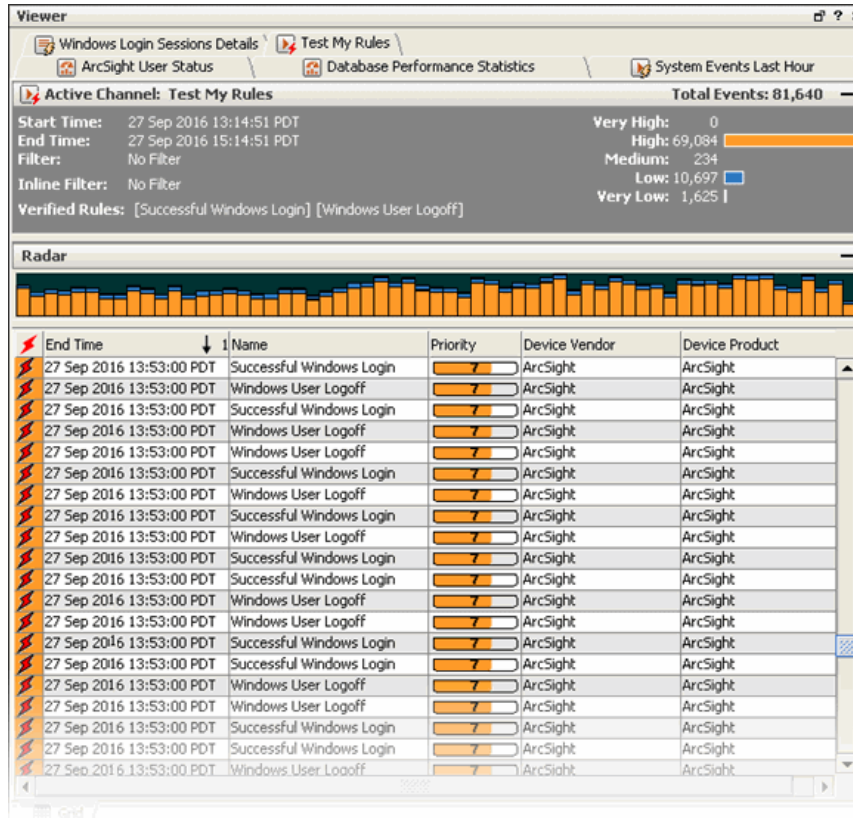 Viewer ?
Windows Login Sessions Details Test My Rules
ArcSight User Status Database Performance Statistics System Events Last Hour
Active Channel: Test My Rules Total Events: 81,640
Start Time: 27 Sep 2016 13:14:51 PDT Very High: 0
End Time: 27 Sep 2016 15:14:51 PDT High: 69,084
Filter: No Filter Medium: 234
Inline Filter: No Filter Low: 10,697
Verified Rules: [Successful Windows Login] [Windows User Logoff] Very Low: 1,625
Radar
End Time 1 Name Priority Device Vendor Device Product
27 Sep 2016 13:53:00 PDT Successful Windows Login 7 ArcSight ArcSight
27 Sep 2016 13:53:00 PDT Windows User Logoff 7 ArcSight ArcSight
27 Sep 2016 13:53:00 PDT Successful Windows Login 7 ArcSight ArcSight
27 Sep 2016 13:53:00 PDT Windows User Logoff 7 ArcSight ArcSight
27 Sep 2016 13:53:00 PDT Windows User Logoff 7 ArcSight ArcSight
27 Sep 2016 13:53:00 PDT Successful Windows Login 7 ArcSight ArcSight
27 Sep 2016 13:53:00 PDT Windows User Logoff 7 ArcSight ArcSight
27 Sep 2016 13:53:00 PDT Successful Windows Login 7 ArcSight ArcSight
27 Sep 2016 13:53:00 PDT Windows User Logoff 7 ArcSight ArcSight
27 Sep 2016 13:53:00 PDT Successful Windows Login 7 ArcSight ArcSight
27 Sep 2016 13:53:00 PDT Successful Windows Login 7 ArcSight ArcSight
27 Sep 2016 13:53:00 PDT Windows User Logoff 7 ArcSight ArcSight
27 Sep 2016 13:53:00 PDT Windows User Logoff 7 ArcSight ArcSight
27 Sep 2016 13:53:00 PDT Successful Windows Login 7 ArcSight ArcSight
27 Sep 2016 13:53:00 PDT Successful Windows Login 7 ArcSight ArcSight
27 Sep 2016 13:53:00 PDT Windows User Logoff 7 ArcSight ArcSight
27 Sep 2016 13:53:00 PDT Successful Windows Login 7 ArcSight ArcSight
27 Sep 2016 13:53:00 PDT Successful Windows Login 7 ArcSight ArcSight
27 Sep 2016 13:53:00 PDT Successful Windows Login 7 ArcSight ArcSight
27 Sep 2016 13:53:00 PDT Windows User Logoff 7 ArcSight ArcSight
Grid